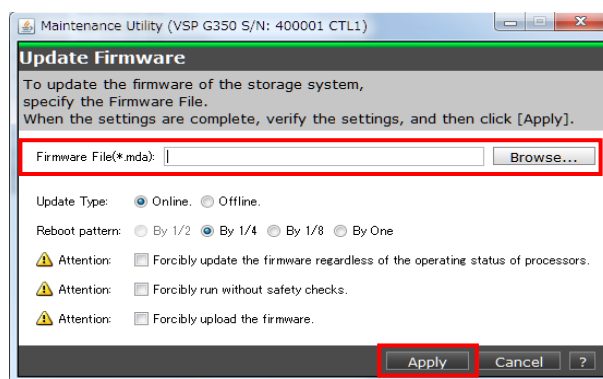 Maintenance Utility (VSP G350 S/N: 400001 CTL1)
Update Firmware
To update the firmware of the storage system,
specify the Firmware File.
When the settings are complete, verify the settings, and then click [Apply].
Firmware File(*.mda): Browse...
Update Type: Online. Offline.
Reboot pattern: By 1/2 By 1/4 By 1/8 By One
Attention: Forcibly update the firmware regardless of the operating status of processors.
Attention: Forcibly run without safety checks.
Attention: Forcibly upload the firmware.
Apply Cancel ?